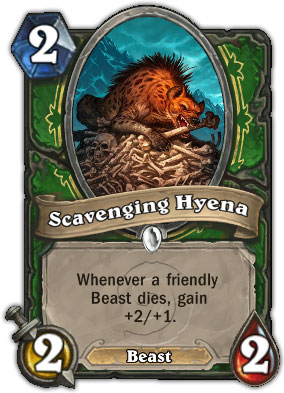 2
Scavenging Hyena
Whenever a friendly
Beast dies, gain
+2/+1.
2
Beast
2